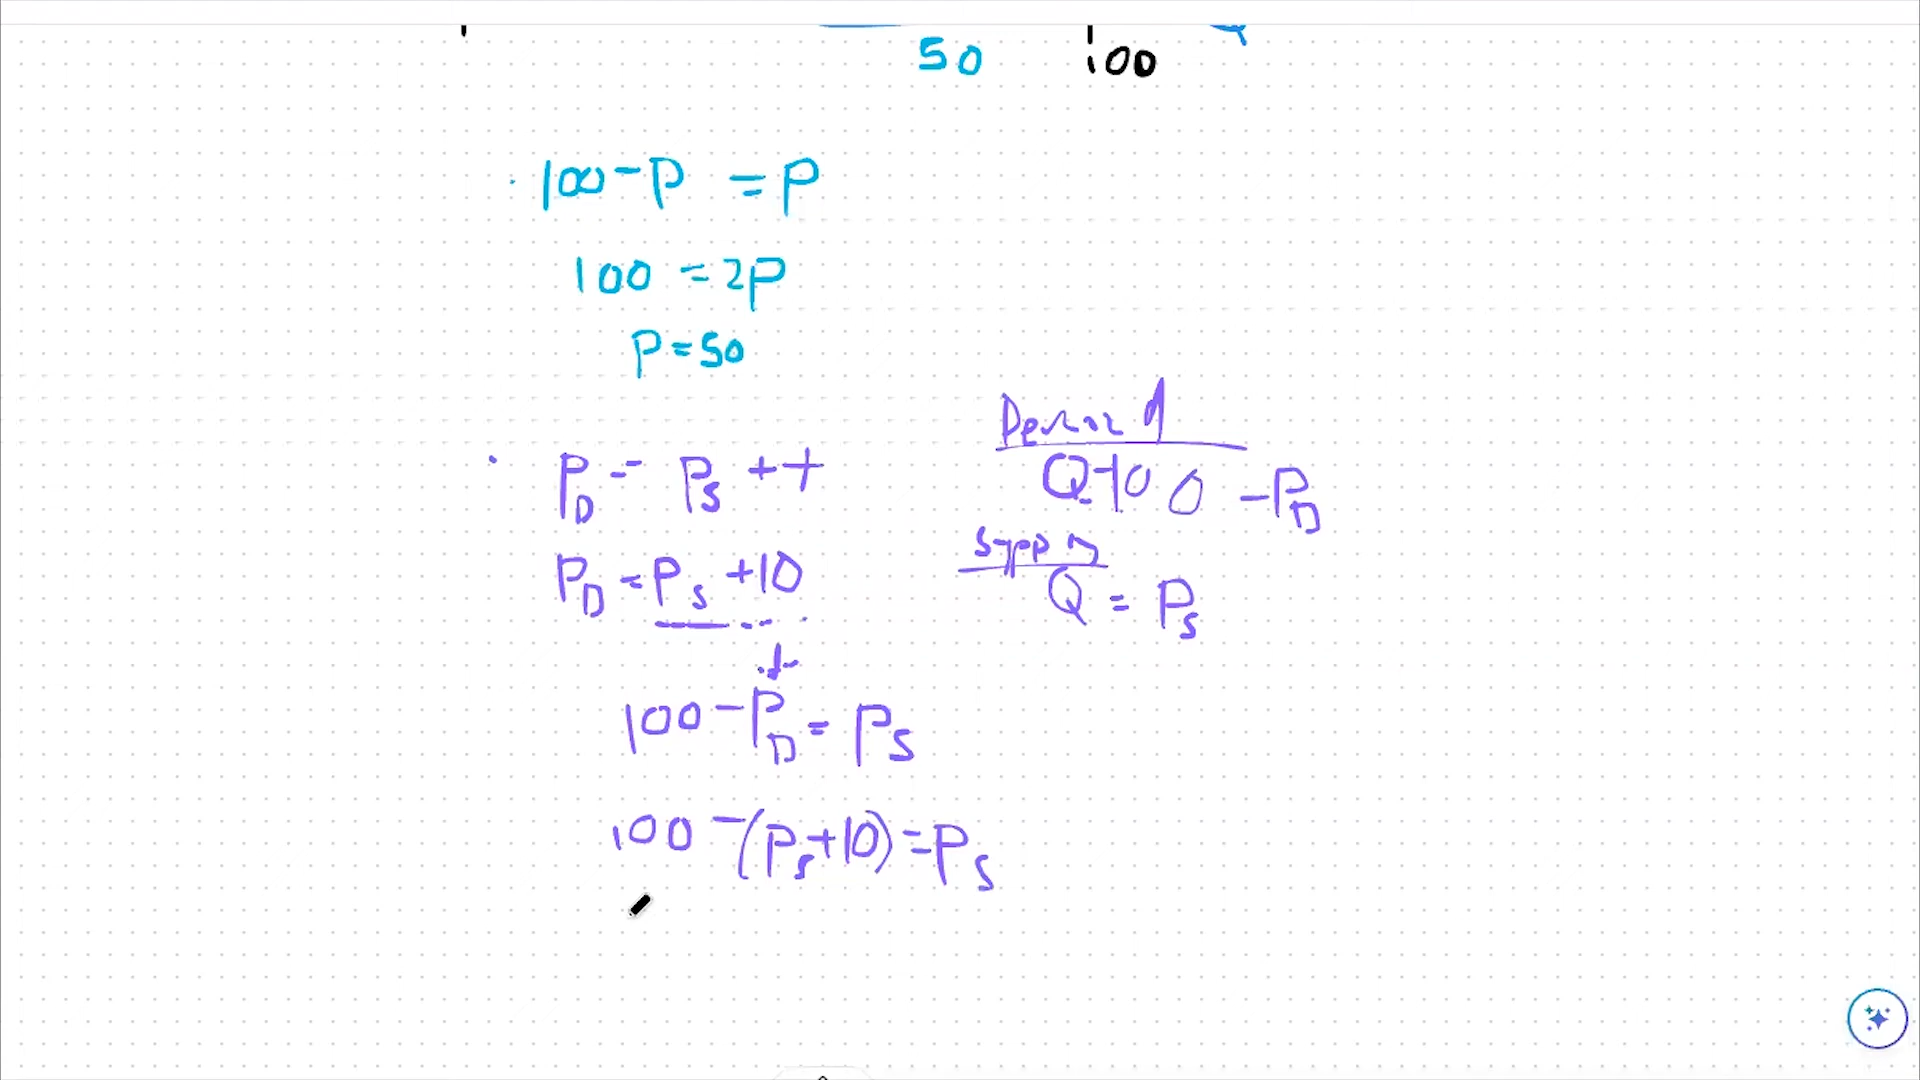 50 100
100 - P = P
100 = 2P
P = 50
Demand
P_D = P_S + t
Q = 100 - P_D
Supply
P_D = P_S + 10
Q = P_S
100 - P_D = P_S
100 - (P_S + 10) = P_S